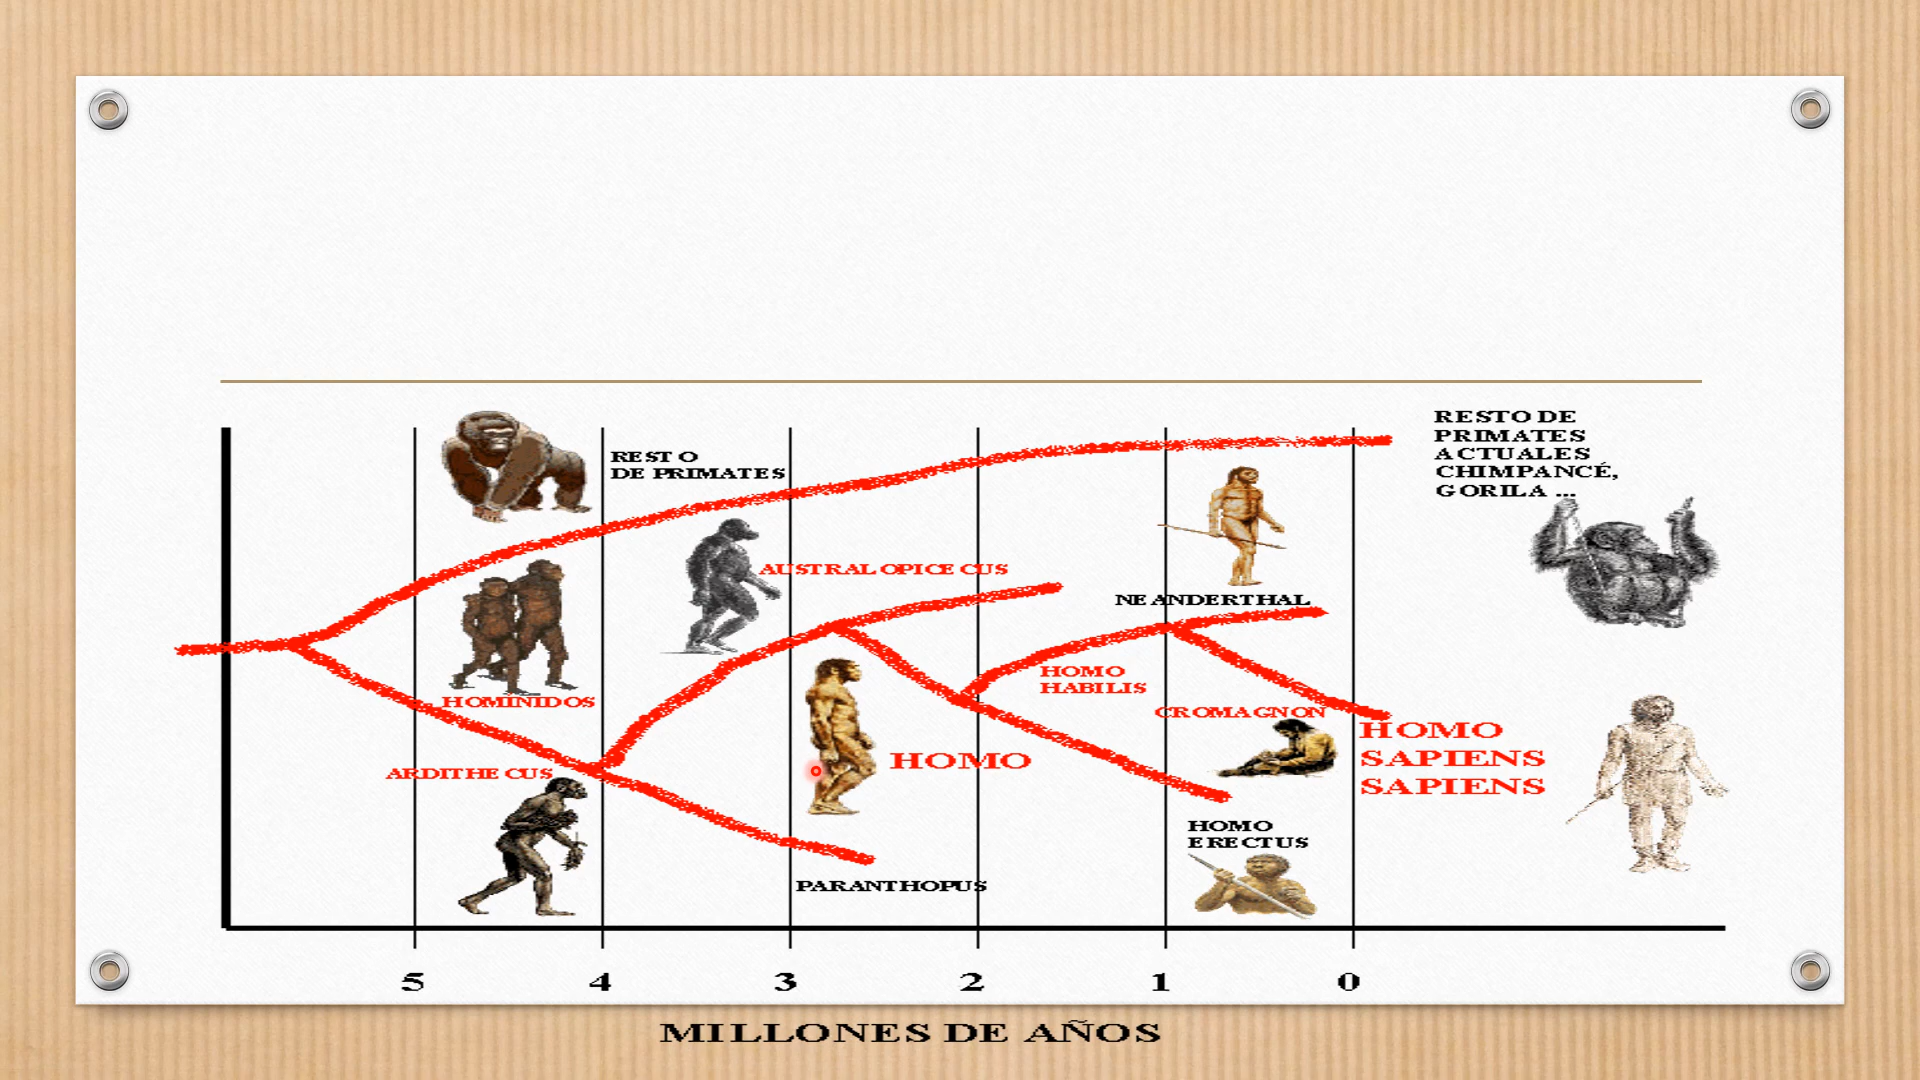 RESTO DE
PRIMATES
ACTUALES
CHIMPANCÉ,
GORILA ...
RESTO
DE PRIMATES
AUSTRALOPICECUS
NEANDERTHAL
HOMO
HABILIS
HOMINIDOS
CROMAGNON
HOMO
SAPIENS
SAPIENS
HOMO
ARDITHECUS
HOMO
ERECTUS
PARANTHOPUS
5 4 3 2 1 0
MILLONES DE AÑOS